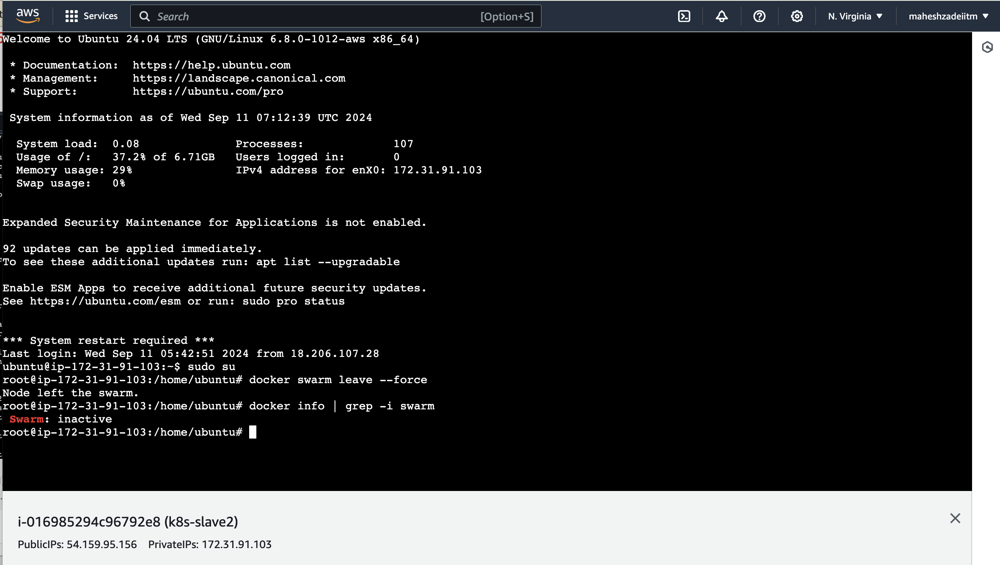 aws Services Search [Option+S] N. Virginia maheshzadeiitm
Welcome to Ubuntu 24.04 LTS (GNU/Linux 6.8.0-1012-aws x86_64)
* Documentation: https://help.ubuntu.com
* Management: https://landscape.canonical.com
* Support: https://ubuntu.com/pro
System information as of Wed Sep 11 07:12:39 UTC 2024
System load: 0.08 Processes: 107
Usage of /: 37.2% of 6.71GB Users logged in: 0
Memory usage: 29% IPv4 address for enX0: 172.31.91.103
Swap usage: 0%
Expanded Security Maintenance for Applications is not enabled.
92 updates can be applied immediately.
To see these additional updates run: apt list --upgradable
Enable ESM Apps to receive additional future security updates.
See https://ubuntu.com/esm or run: sudo pro status
*** System restart required ***
Last login: Wed Sep 11 05:42:51 2024 from 18.206.107.28
ubuntu@ip-172-31-91-103:~$ sudo su
root@ip-172-31-91-103:/home/ubuntu# docker swarm leave --force
Node left the swarm.
root@ip-172-31-91-103:/home/ubuntu# docker info | grep -i swarm
Swarm: inactive
root@ip-172-31-91-103:/home/ubuntu#
i-016985294c96792e8 (k8s-slave2)
PublicIPs: 54.159.95.156 PrivateIPs: 172.31.91.103